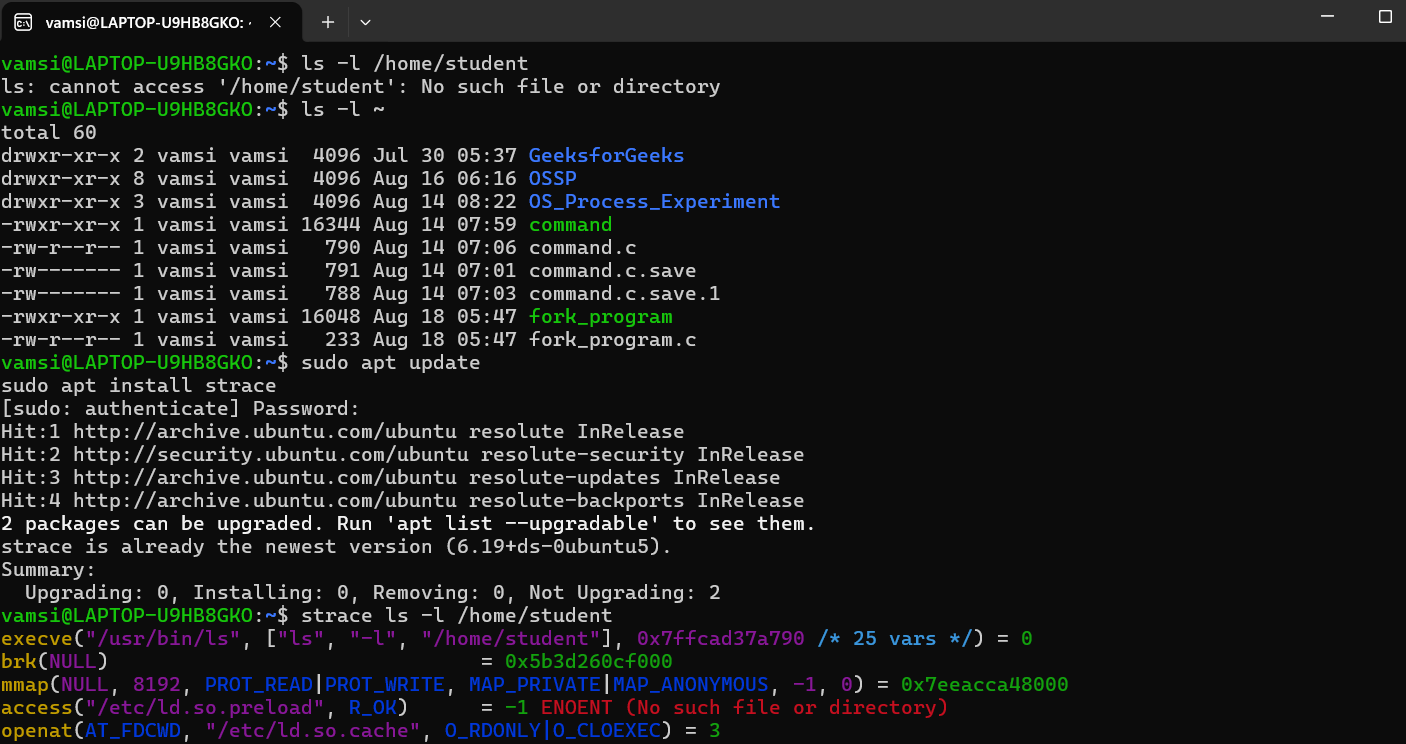 vamsi@LAPTOP-U9HB8GKO: ~
vamsi@LAPTOP-U9HB8GKO:~$ ls -l /home/student
ls: cannot access '/home/student': No such file or directory
vamsi@LAPTOP-U9HB8GKO:~$ ls -l ~
total 60
drwxr-xr-x 2 vamsi vamsi  4096 Jul 30 05:37 GeeksforGeeks
drwxr-xr-x 8 vamsi vamsi  4096 Aug 16 06:16 OSSP
drwxr-xr-x 3 vamsi vamsi  4096 Aug 14 08:22 OS_Process_Experiment
-rwxr-xr-x 1 vamsi vamsi 16344 Aug 14 07:59 command
-rw-r--r-- 1 vamsi vamsi   790 Aug 14 07:06 command.c
-rw------- 1 vamsi vamsi   791 Aug 14 07:01 command.c.save
-rw------- 1 vamsi vamsi   788 Aug 14 07:03 command.c.save.1
-rwxr-xr-x 1 vamsi vamsi 16048 Aug 18 05:47 fork_program
-rw-r--r-- 1 vamsi vamsi   233 Aug 18 05:47 fork_program.c
vamsi@LAPTOP-U9HB8GKO:~$ sudo apt update
sudo apt install strace
[sudo: authenticate] Password:
Hit:1 http://archive.ubuntu.com/ubuntu resolute InRelease
Hit:2 http://security.ubuntu.com/ubuntu resolute-security InRelease
Hit:3 http://archive.ubuntu.com/ubuntu resolute-updates InRelease
Hit:4 http://archive.ubuntu.com/ubuntu resolute-backports InRelease
2 packages can be upgraded. Run 'apt list --upgradable' to see them.
strace is already the newest version (6.19+ds-0ubuntu5).
Summary:
  Upgrading: 0, Installing: 0, Removing: 0, Not Upgrading: 2
vamsi@LAPTOP-U9HB8GKO:~$ strace ls -l /home/student
execve("/usr/bin/ls", ["ls", "-l", "/home/student"], 0x7ffcad37a790 /* 25 vars */) = 0
brk(NULL)                               = 0x5b3d260cf000
mmap(NULL, 8192, PROT_READ|PROT_WRITE, MAP_PRIVATE|MAP_ANONYMOUS, -1, 0) = 0x7eeacca48000
access("/etc/ld.so.preload", R_OK)      = -1 ENOENT (No such file or directory)
openat(AT_FDCWD, "/etc/ld.so.cache", O_RDONLY|O_CLOEXEC) = 3